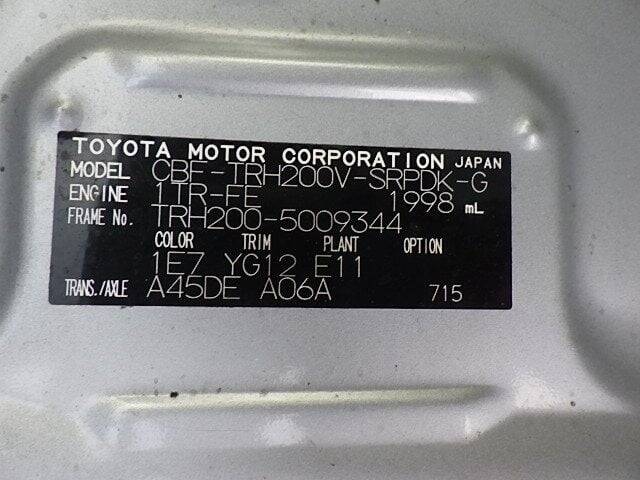 TOYOTA MOTOR CORPORATION JAPAN
MODEL CBF-TRH200V-SRPDK-G
ENGINE 1TR-FE 1998 mL
FRAME No. TRH200-5009344
COLOR TRIM PLANT OPTION
1E7 YG12 E11
TRANS./AXLE A45DE A06A 715